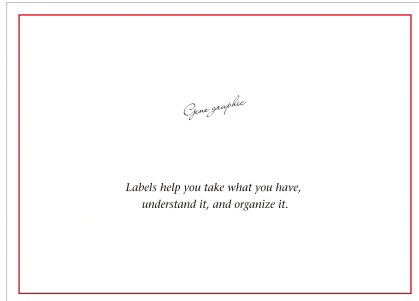 Gene graphic
Labels help you take what you have,
understand it, and organize it.